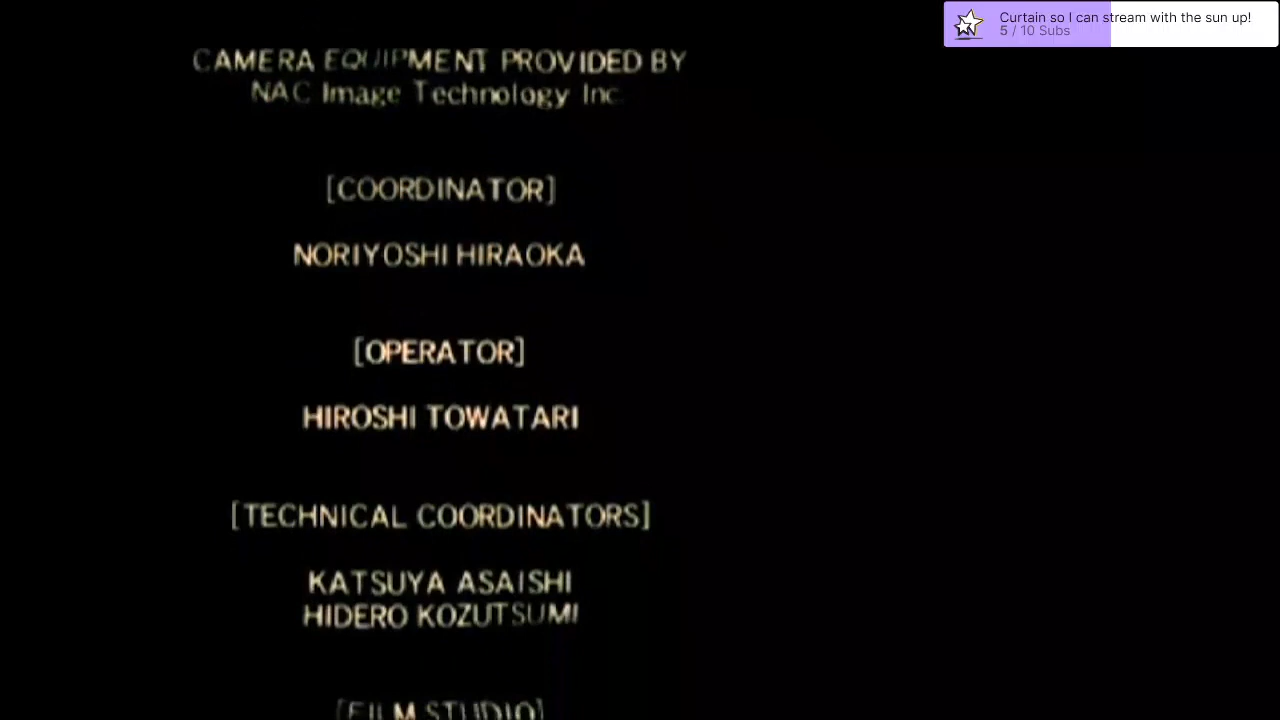 CAMERA EQUIPMENT PROVIDED BY
NAC Image Technology Inc.
[COORDINATOR]
NORIYOSHI HIRAOKA
[OPERATOR]
HIROSHI TOWATARI
[TECHNICAL COORDINATORS]
KATSUYA ASAISHI
HIDERO KOZUTSUMI
[FILM STUDIO]
Curtain so I can stream with the sun up!
5 / 10 Subs